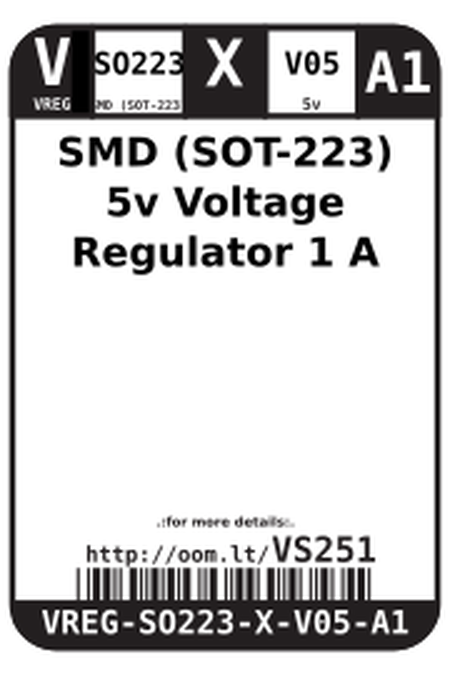 V SO223 X V05 A1
VREG MD (SOT-223 5v
SMD (SOT-223)
5v Voltage
Regulator 1 A
.:for more details:.
http://oom.lt/VS251
VREG-SO223-X-V05-A1